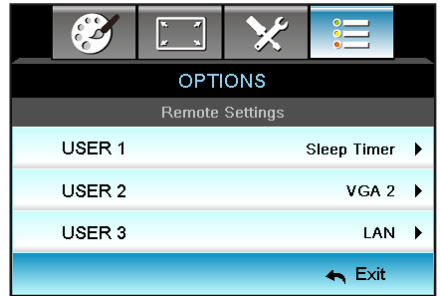 OPTIONS
Remote Settings
USER 1 Sleep Timer
USER 2 VGA 2
USER 3 LAN
Exit